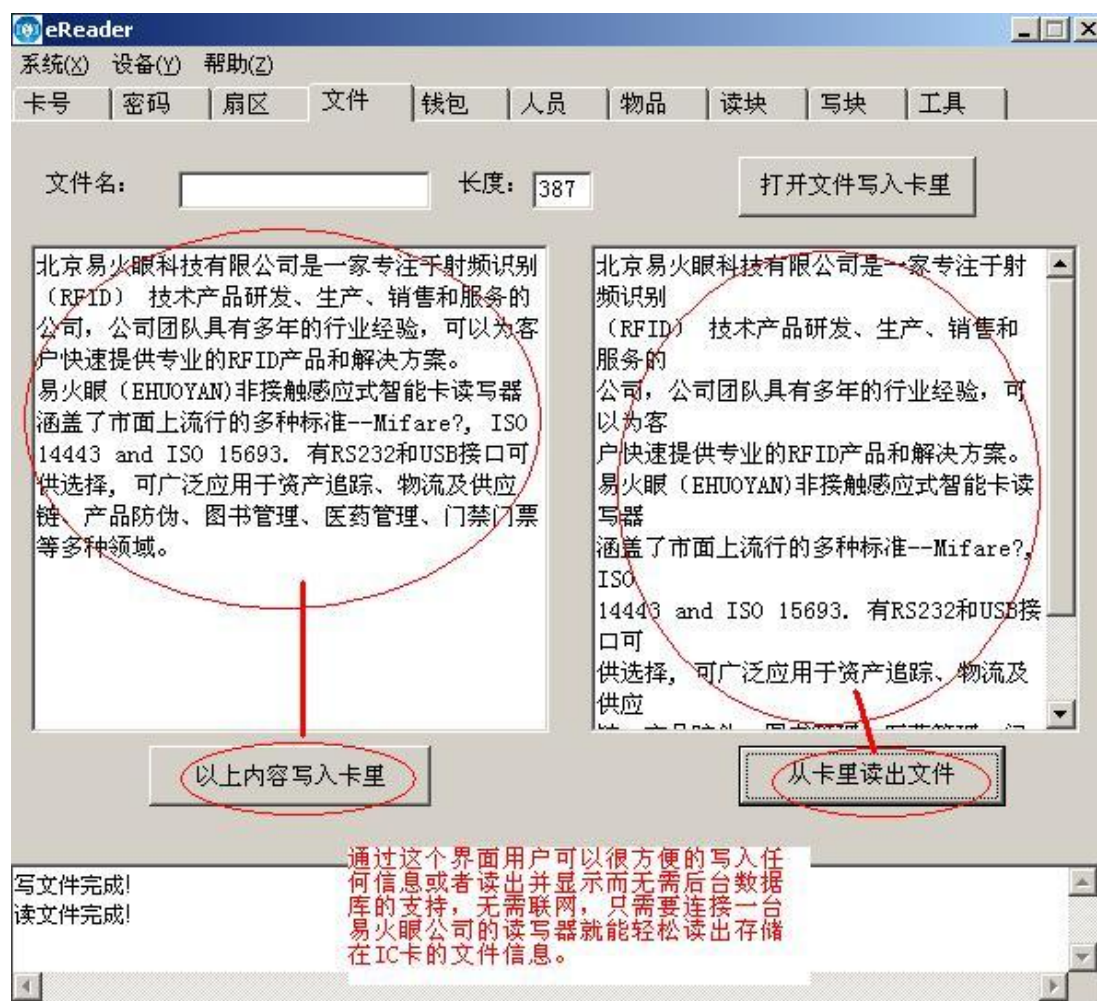 eReader
系统(X) 设备(Y) 帮助(Z)
卡号 密码 扇区 文件 钱包 人员 物品 读块 写块 工具
文件名: 长度: 387 打开文件写入卡里
北京易火眼科技有限公司是一家专注于射频识别
（RFID） 技术产品研发、生产、销售和服务的
公司，公司团队具有多年的行业经验，可以为客
户快速提供专业的RFID产品和解决方案。
易火眼（EHUOYAN)非接触感应式智能卡读写器
涵盖了市面上流行的多种标准--Mifare?, ISO
14443 and ISO 15693. 有RS232和USB接口可
供选择, 可广泛应用于资产追踪、物流及供应
链、产品防伪、图书管理、医药管理、门禁门票
等多种领域。
以上内容写入卡里
北京易火眼科技有限公司是一家专注于射
频识别
（RFID） 技术产品研发、生产、销售和
服务的
公司，公司团队具有多年的行业经验，可
以为客
户快速提供专业的RFID产品和解决方案。
易火眼（EHUOYAN)非接触感应式智能卡读
写器
涵盖了市面上流行的多种标准--Mifare?,
ISO
14443 and ISO 15693. 有RS232和USB接
口可
供选择, 可广泛应用于资产追踪、物流及
供应
从卡里读出文件
写文件完成!
读文件完成!
通过这个界面用户可以很方便的写入任
何信息或者读出并显示而无需后台数据
库的支持，无需联网，只需要连接一台
易火眼公司的读写器就能轻松读出存储
在IC卡的文件信息。